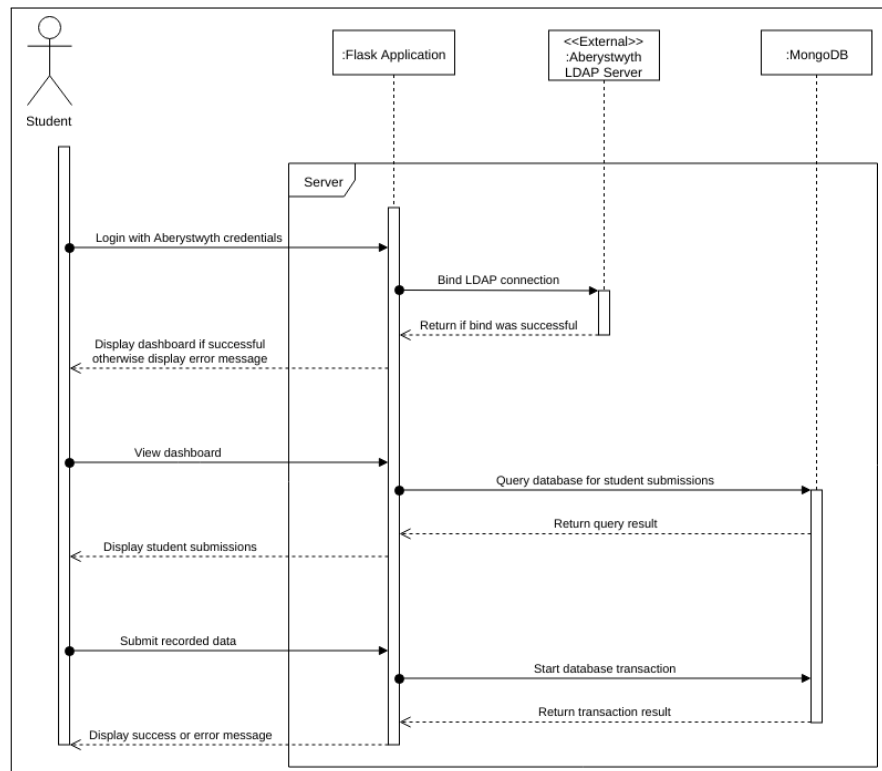 :Flask Application
<<External>>
:Aberystwyth
LDAP Server
:MongoDB
Student
Server
Login with Aberystwyth credentials
Bind LDAP connection
Return if bind was successful
Display dashboard if successful
otherwise display error message
View dashboard
Query database for student submissions
Return query result
Display student submissions
Submit recorded data
Start database transaction
Return transaction result
Display success or error message